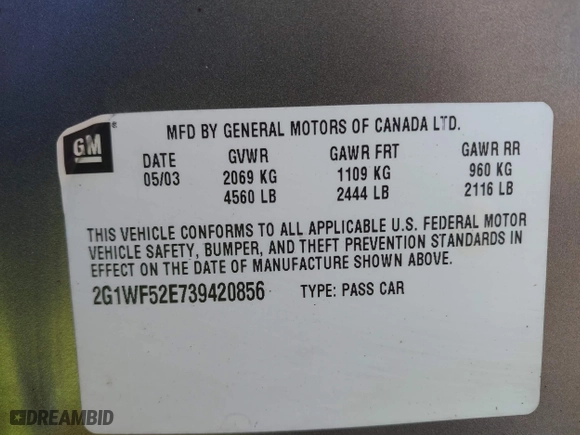 GM ®
MFD BY GENERAL MOTORS OF CANADA LTD.
DATE GVWR GAWR FRT GAWR RR
05/03 2069 KG 1109 KG 960 KG
4560 LB 2444 LB 2116 LB
THIS VEHICLE CONFORMS TO ALL APPLICABLE U.S. FEDERAL MOTOR
VEHICLE SAFETY, BUMPER, AND THEFT PREVENTION STANDARDS IN
EFFECT ON THE DATE OF MANUFACTURE SHOWN ABOVE.
2G1WF52E739420856 TYPE: PASS CAR
DREAMBID